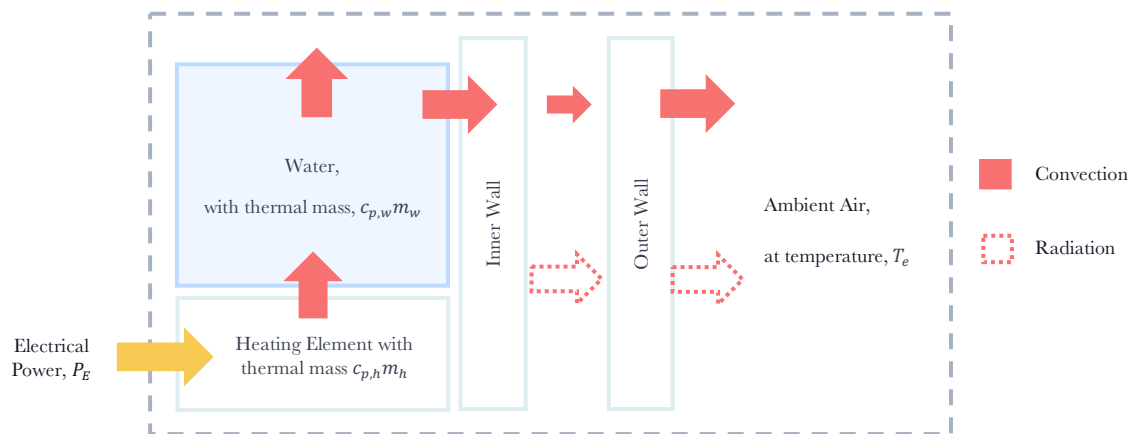 Water,
with thermal mass, c_{p,w}m_w
Inner Wall
Outer Wall
Ambient Air,
at temperature, T_e
Convection
Radiation
Electrical
Power, P_E
Heating Element with
thermal mass c_{p,h}m_h